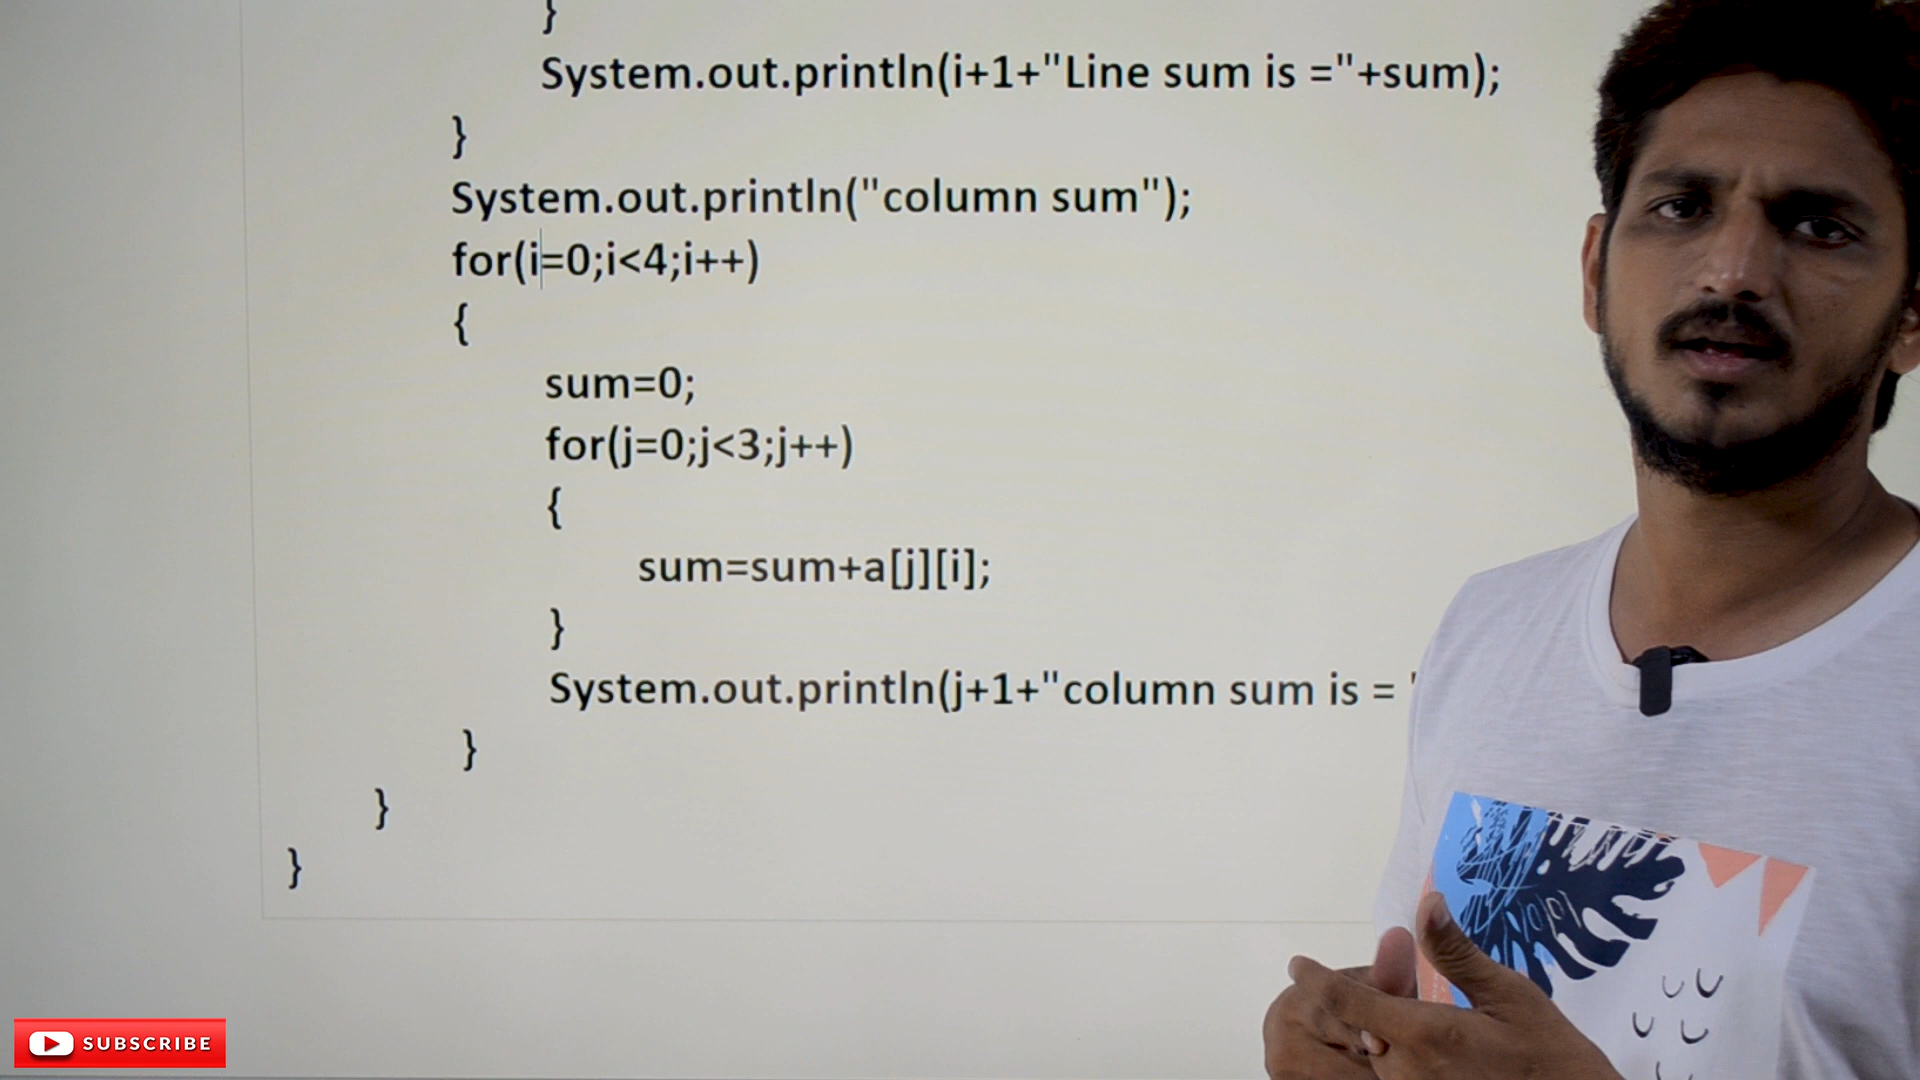 }
System.out.println(i+1+"Line sum is ="+sum);
}
System.out.println("column sum");
for(i=0;i<4;i++)
{
sum=0;
for(j=0;j<3;j++)
{
sum=sum+a[j][i];
}
System.out.println(j+1+"column sum is = "
}
}
}
SUBSCRIBE